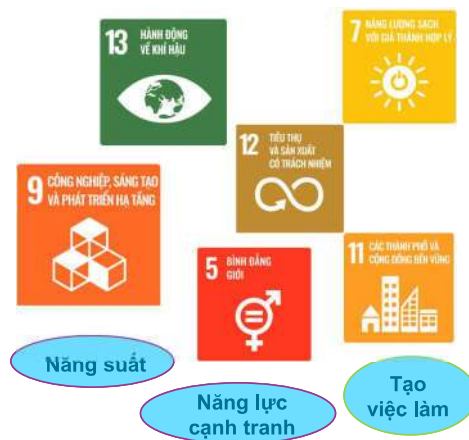 13 HÀNH ĐỘNG
VỀ KHÍ HẬU
7 NĂNG LƯỢNG SẠCH
VỚI GIÁ THÀNH HỢP LÝ
12 TIÊU THỤ
VÀ SẢN XUẤT
CÓ TRÁCH NHIỆM
9 CÔNG NGHIỆP, SÁNG TẠO
VÀ PHÁT TRIỂN HẠ TẦNG
5 BÌNH ĐẲNG
GIỚI
11 CÁC THÀNH PHỐ VÀ
CỘNG ĐỒNG BỀN VỮNG
Năng suất
Năng lực
cạnh tranh
Tạo
việc làm